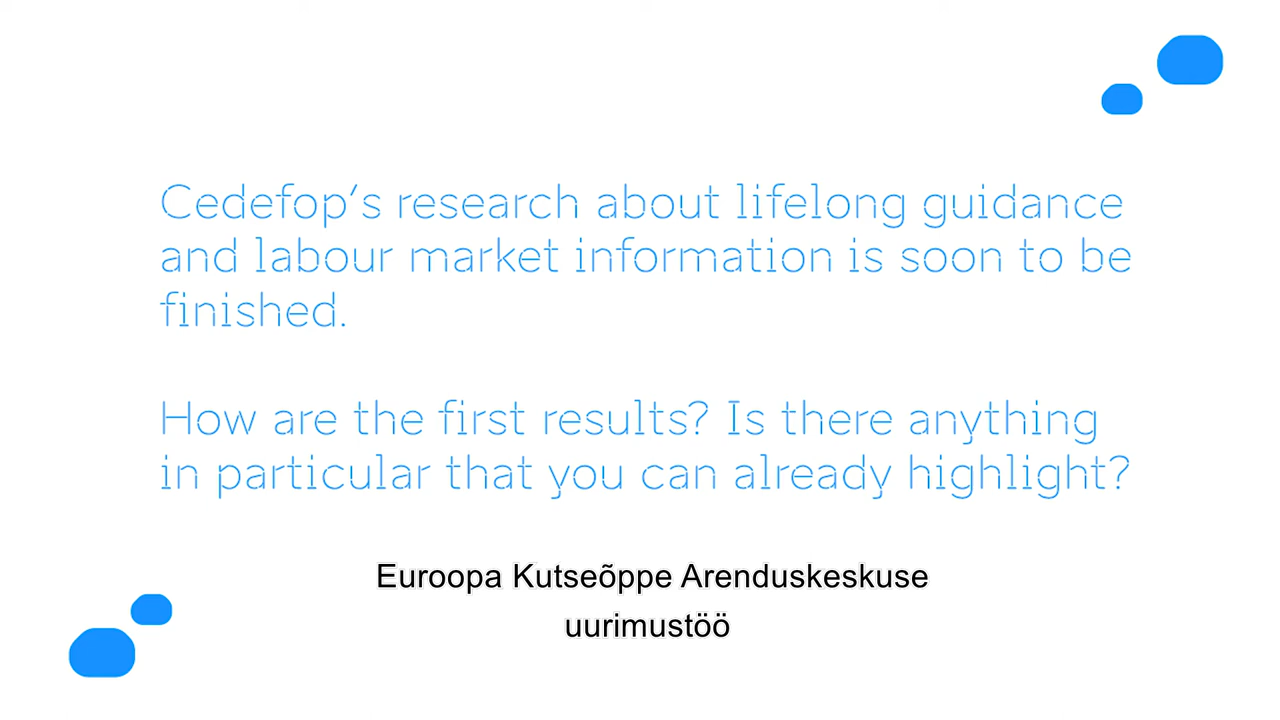 Cedefop's research about lifelong guidance
and labour market information is soon to be
finished.
How are the first results? Is there anything
in particular that you can already highlight?
Euroopa Kutseõppe Arenduskeskuse
uurimustöö